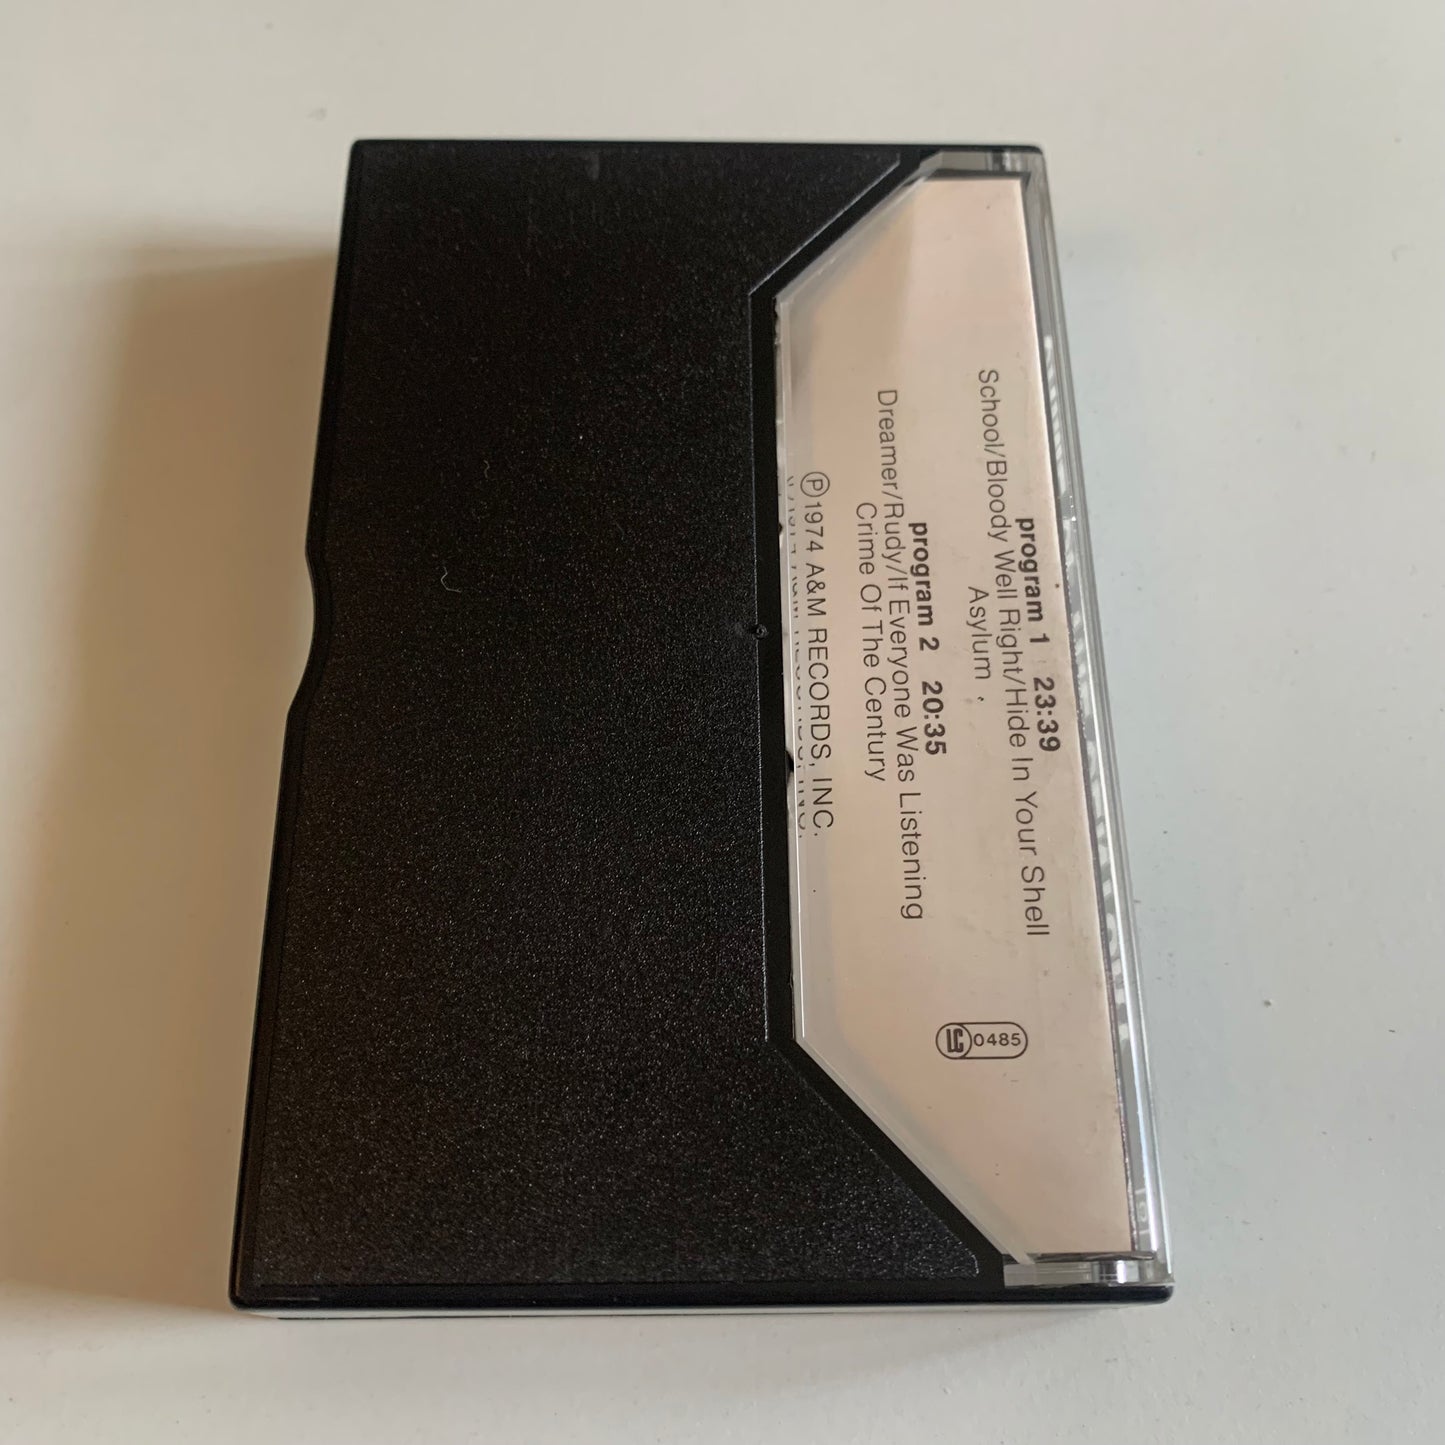 program 1 23:39
School/Bloody Well Right/Hide In Your Shell
Asylum
program 2 20:35
Dreamer/Rudy/If Everyone Was Listening
Crime Of The Century
℗1974 A&M RECORDS, INC.
0485